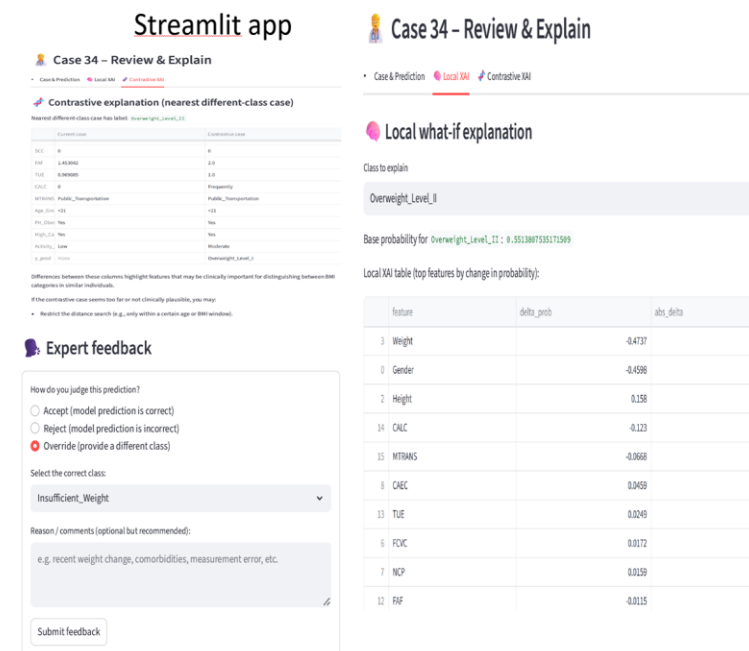 Streamlit app
Case 34 – Review & Explain
Case & Prediction Local XAI Contrastive XAI
Contrastive explanation (nearest different-class case)
Nearest different-class case has label: Overweight_Level_II
Current case Contrastive case
SCC 0 0
FAF 1.453042 2.0
TUE 1.0
CALC 0 Frequently
MTRANS Public_Transportation Public_Transportation
<21 <21
Yes Yes
Yes Yes
Activity_ Low Moderate
y_pred None
Differences between these columns highlight features that may be clinically important for distinguishing between BMI
categories in similar individuals.
If the contrastive case seems too far or not clinically plausible, you may:
• Restrict the distance search (e.g., only within a certain age or BMI window).
Expert feedback
How do you judge this prediction?
Accept (model prediction is correct)
Reject (model prediction is incorrect)
Override (provide a different class)
Select the correct class:
Insufficient_Weight
Reason / comments (optional but recommended):
e.g. recent weight change, comorbidities, measurement error, etc.
Submit feedback
Case 34 – Review & Explain
Case & Prediction Local XAI Contrastive XAI
Local what-if explanation
Class to explain
Overweight_Level_II
Base probability for Overweight_Level_II : 0.5513807535171509
Local XAI table (top features by change in probability):
feature delta_prob abs_delta
3 Weight -0.4737
0 Gender -0.4598
2 Height 0.158
14 CALC -0.123
15 MTRANS -0.0668
8 CAEC 0.0459
13 TUE 0.0249
6 FCVC 0.0172
7 NCP 0.0159
12 FAF -0.0115